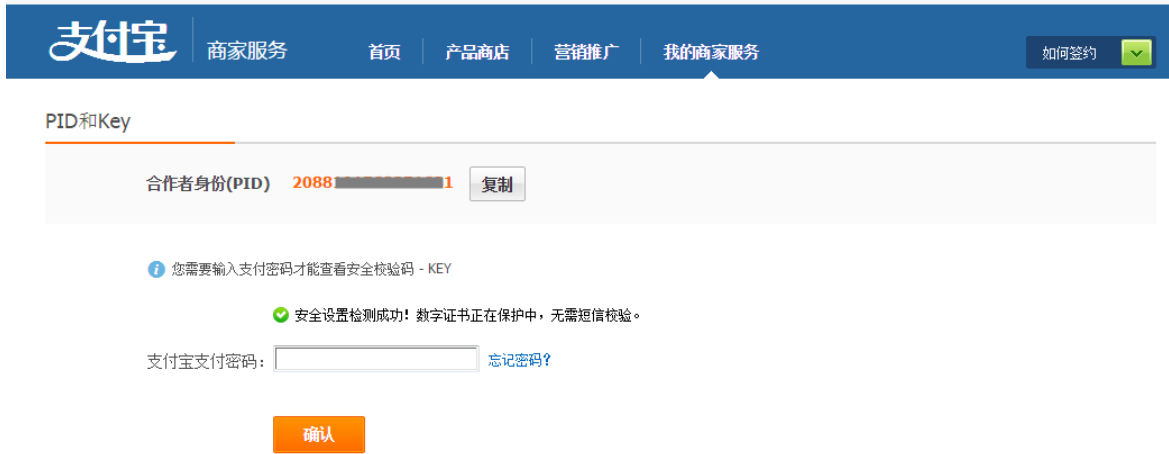 支付宝 商家服务 首页 产品商店 营销推广 我的商家服务 如何签约
PID和Key
合作者身份(PID) 2088 1 复制
您需要输入支付密码才能查看安全校验码 - KEY
安全设置检测成功！数字证书正在保护中，无需短信校验。
支付宝支付密码： 忘记密码?
确认